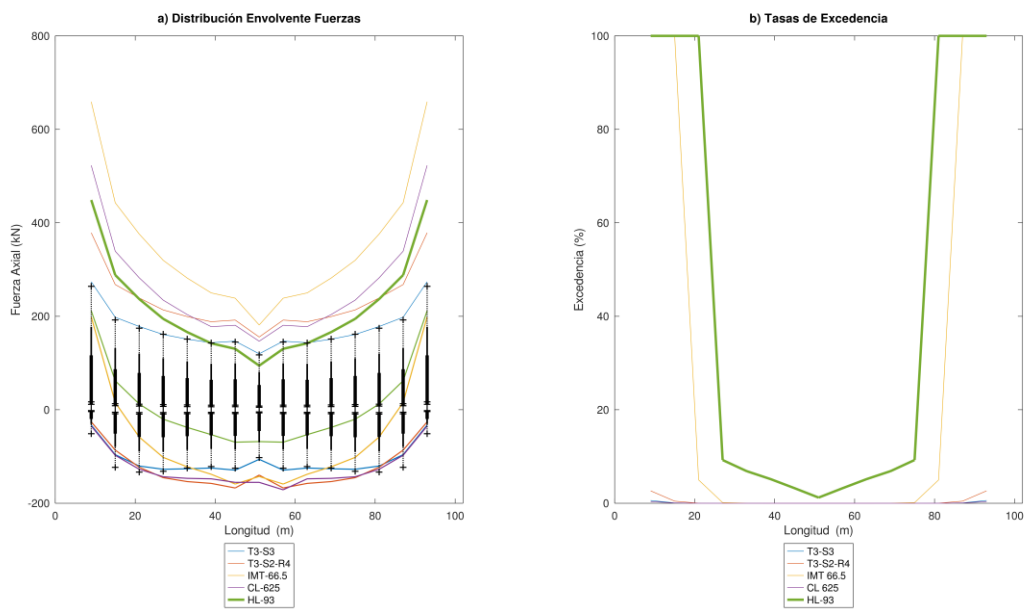 a) Distribución Envolvente Fuerzas
800
600
400
200
0
-200
Fuerza Axial (kN)
0 20 40 60 80 100
Longitud (m)
T3-S3
T3-S2-R4
IMT-66.5
CL-625
HL-93
b) Tasas de Excedencia
100
80
60
40
20
0
Excedencia (%)
0 20 40 60 80 100
Longitud (m)
T3-S3
T3-S2-R4
IMT 66.5
CL 625
HL-93